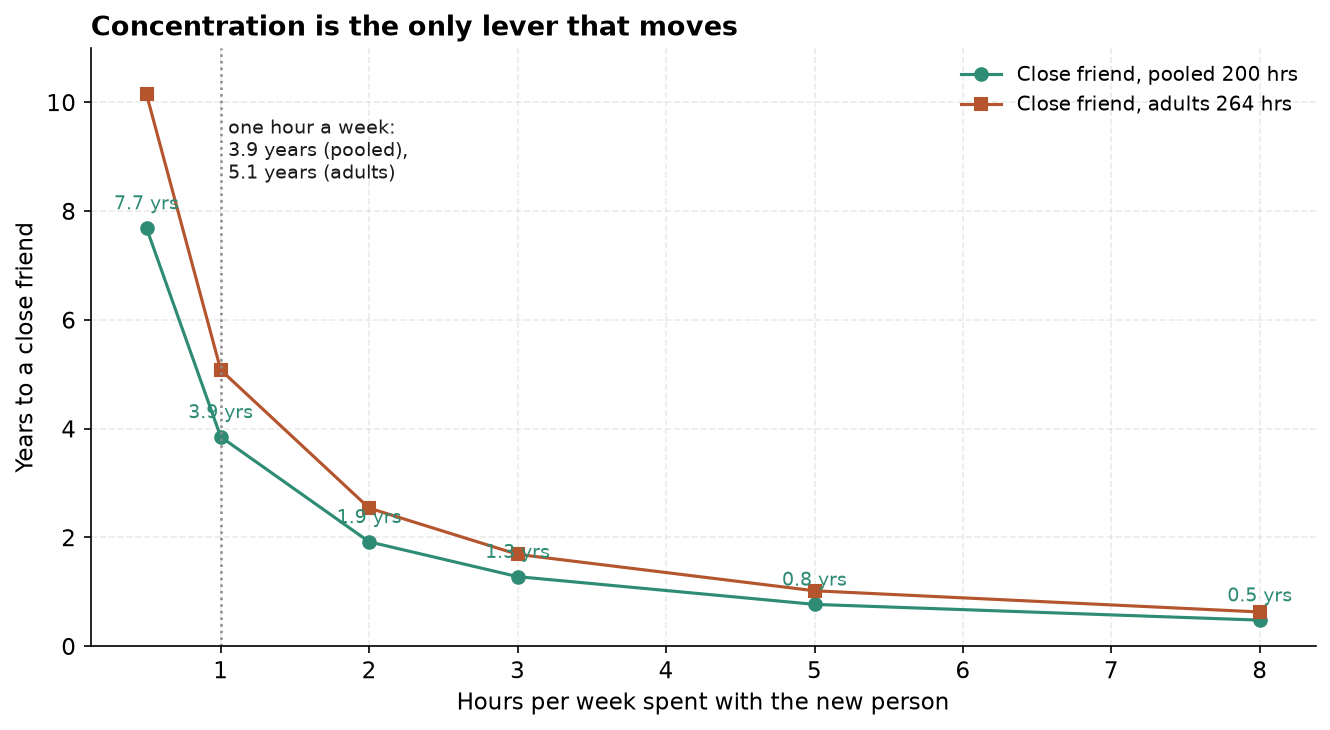 Concentration is the only lever that moves
Close friend, pooled 200 hrs
Close friend, adults 264 hrs
one hour a week:
3.9 years (pooled),
5.1 years (adults)
7.7 yrs
3.9 yrs
1.9 yrs
1.3 yrs
0.8 yrs
0.5 yrs
Years to a close friend
10
8
6
4
2
0
1 2 3 4 5 6 7 8
Hours per week spent with the new person